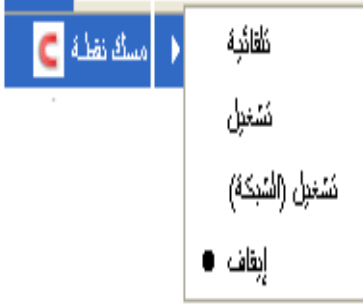 مسك نقطة
تلقائية
تشغيل
تشغيل (الشبكة)
إيقاف